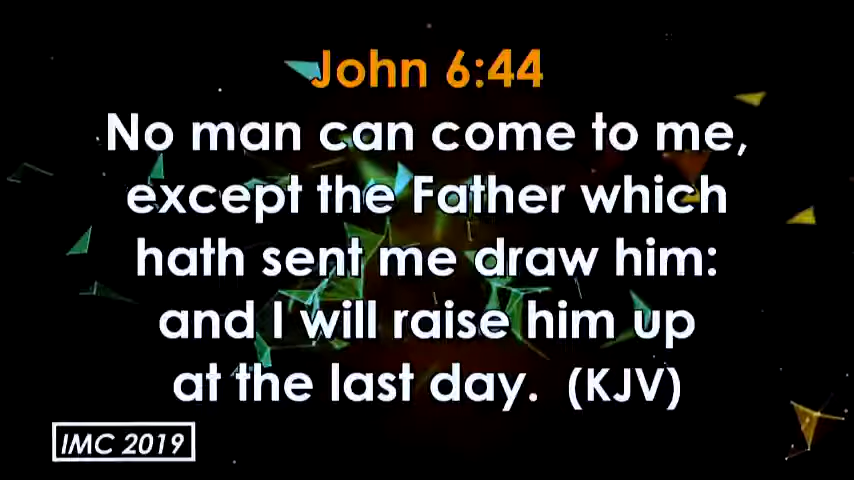 John 6:44
No man can come to me,
except the Father which
hath sent me draw him:
and I will raise him up
at the last day. (KJV)
IMC 2019